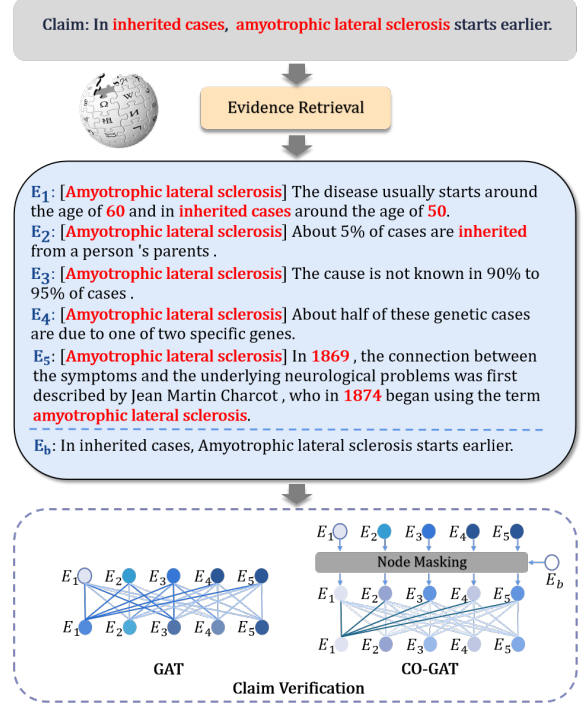 Claim: In inherited cases, amyotrophic lateral sclerosis starts earlier.
Evidence Retrieval
E1: [Amyotrophic lateral sclerosis] The disease usually starts around
the age of 60 and in inherited cases around the age of 50.
E2: [Amyotrophic lateral sclerosis] About 5% of cases are inherited
from a person 's parents .
E3: [Amyotrophic lateral sclerosis] The cause is not known in 90% to
95% of cases .
E4: [Amyotrophic lateral sclerosis] About half of these genetic cases
are due to one of two specific genes.
E5: [Amyotrophic lateral sclerosis] In 1869 , the connection between
the symptoms and the underlying neurological problems was first
described by Jean Martin Charcot , who in 1874 began using the term
amyotrophic lateral sclerosis.
Eb: In inherited cases, Amyotrophic lateral sclerosis starts earlier.
E1 E2 E3 E4 E5
E1 E2 E3 E4 E5
GAT
E1 E2 E3 E4 E5
Node Masking
Eb
E1 E2 E3 E4 E5
E1 E2 E3 E4 E5
CO-GAT
Claim Verification